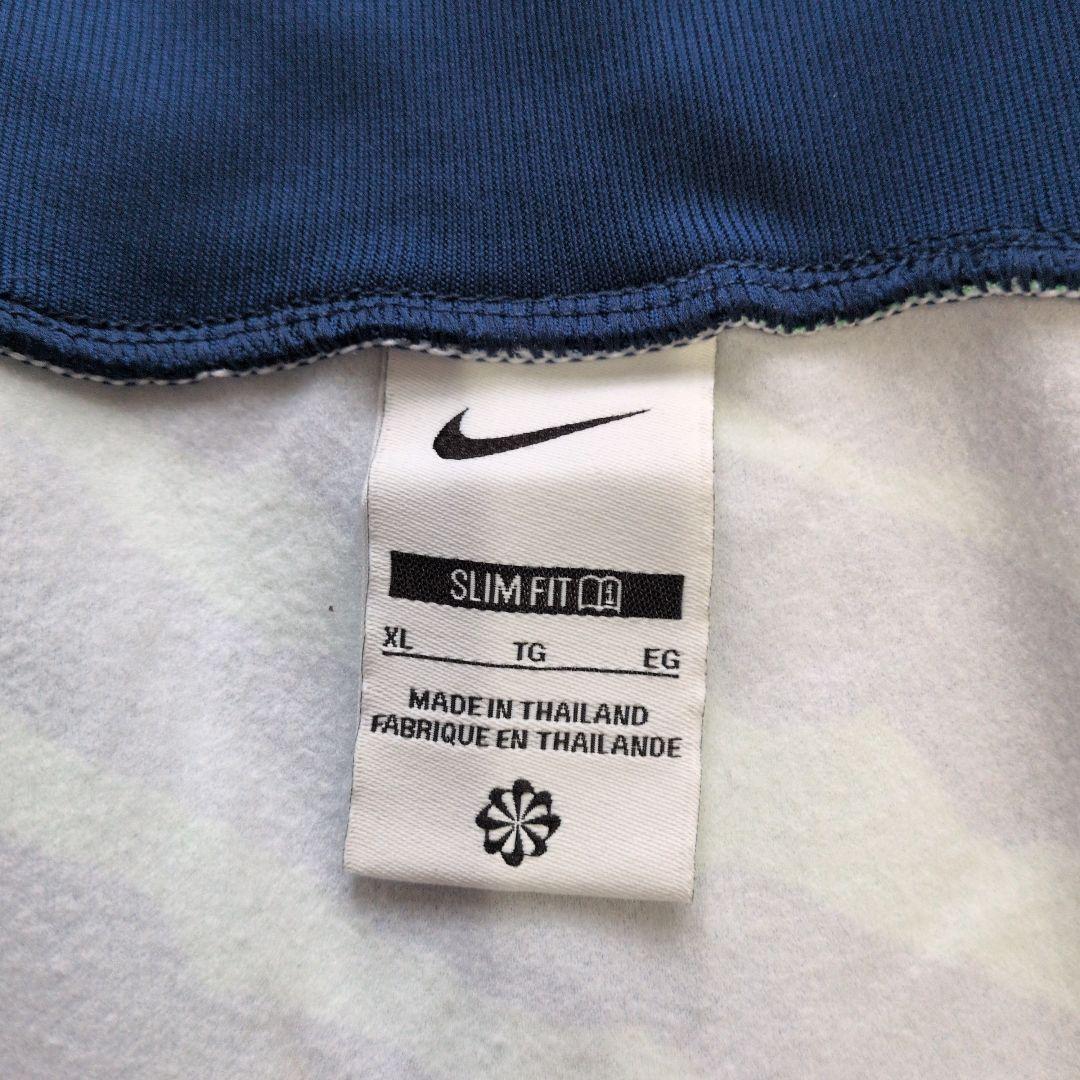 SLIM FIT
XL TG EG
MADE IN THAILAND
FABRIQUE EN THAILANDE